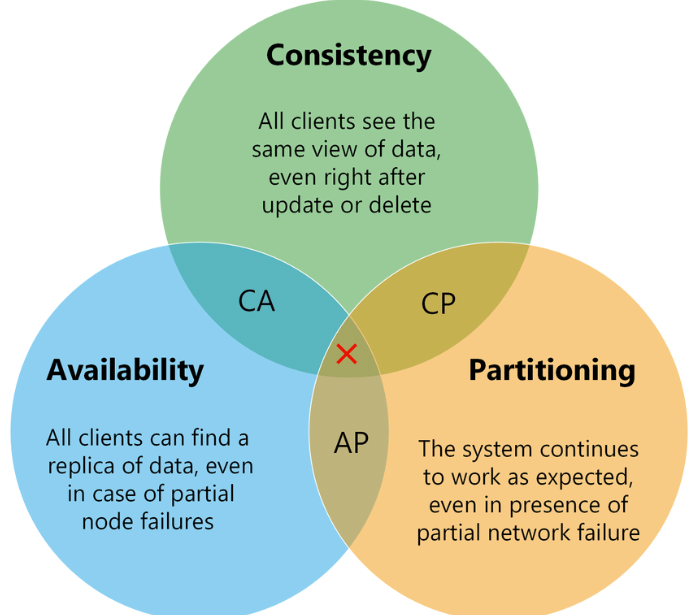 Consistency
All clients see the
same view of data,
even right after
update or delete
CA
CP
Availability
All clients can find a
replica of data, even
in case of partial
node failures
AP
Partitioning
The system continues
to work as expected,
even in presence of
partial network failure